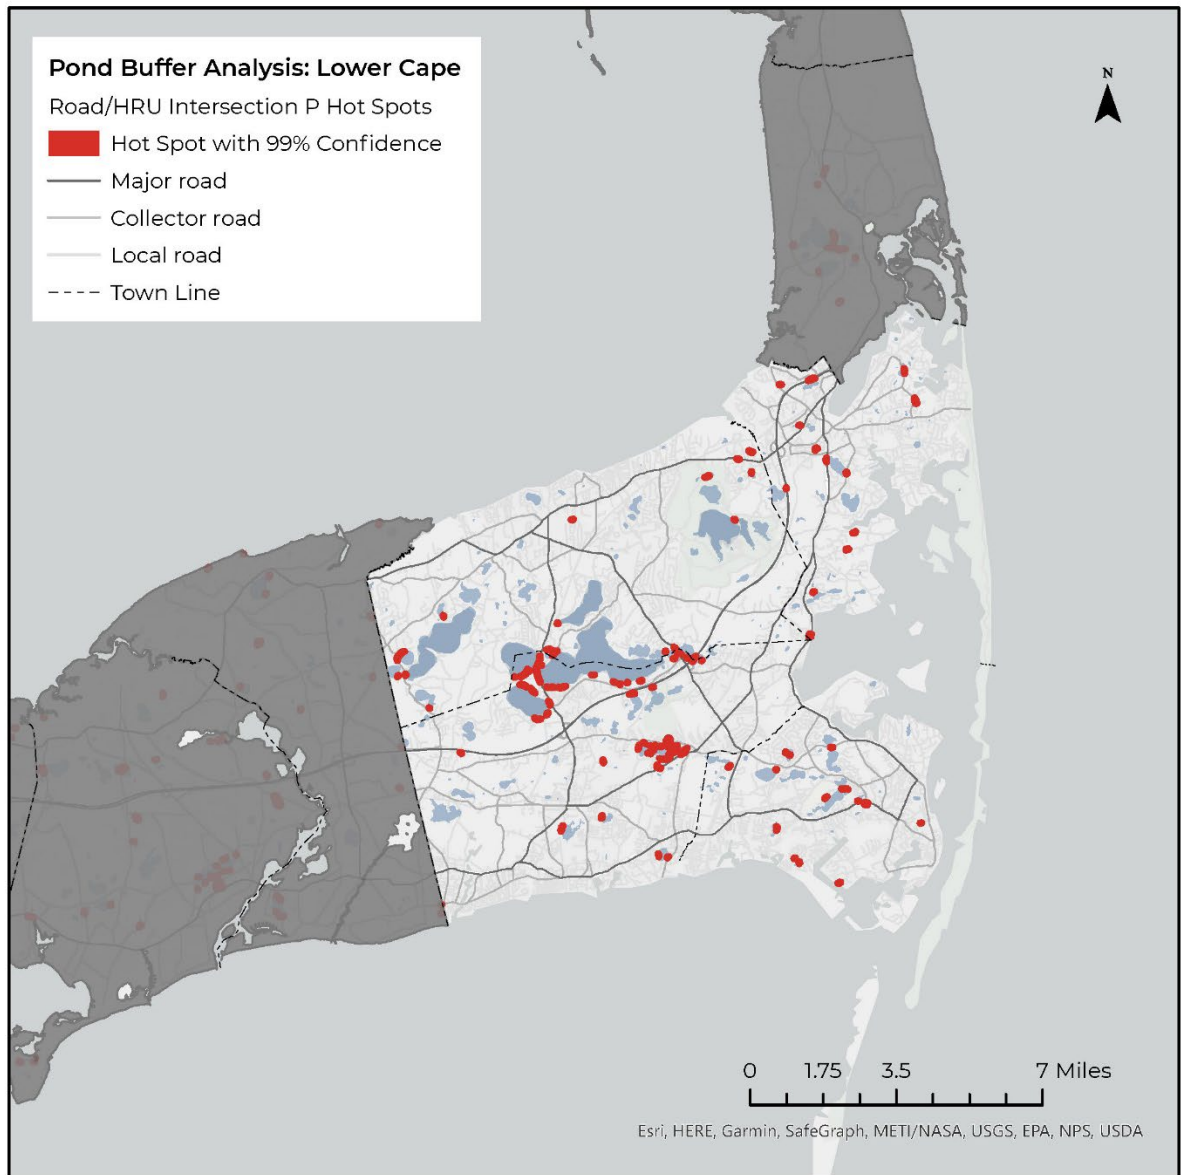 Pond Buffer Analysis: Lower Cape
Road/HRU Intersection P Hot Spots
Hot Spot with 99% Confidence
Major road
Collector road
Local road
Town Line
N
0 1.75 3.5 7 Miles
Esri, HERE, Garmin, SafeGraph, METI/NASA, USGS, EPA, NPS, USDA